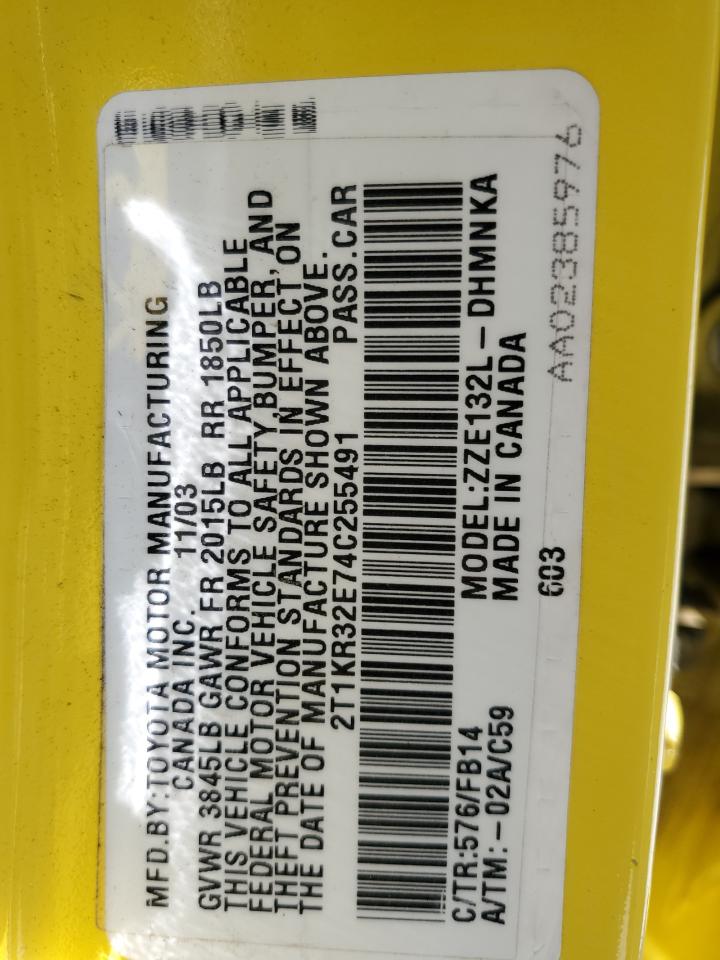 MFD.BY:TOYOTA MOTOR MANUFACTURING
CANADA INC. 11/03
GVWR 3845LB GAWR FR 2015LB RR 1850LB
THIS VEHICLE CONFORMS TO ALL APPLICABLE
FEDERAL MOTOR VEHICLE SAFETY,BUMPER, AND
THEFT PREVENTION STANDARDS IN EFFECT ON
THE DATE OF MANUFACTURE SHOWN ABOVE.
2T1KR32E74C255491 PASS.CAR
C/TR:576/FB14 MODEL:ZZE132L-DHMNKA
A/TM:-02A/C59 MADE IN CANADA
603
AA02385976